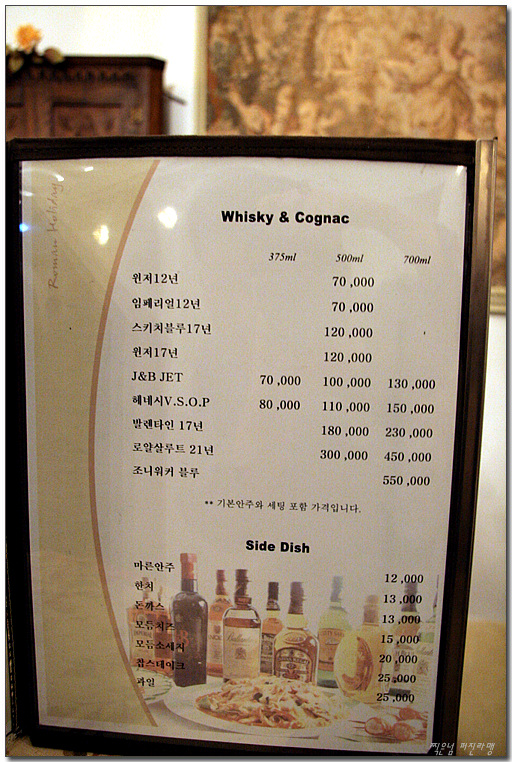 Roman Holiday
Whisky & Cognac
375ml 500ml 700ml
윈저12년 70 ,000
임페리얼12년 70 ,000
스키치블루17년 120 ,000
윈저17년 120 ,000
J&B JET 70 ,000 100 ,000 130 ,000
헤네시V.S.O.P 80 ,000 110 ,000 150 ,000
발렌타인 17년 180 ,000 230 ,000
로얄살루트 21년 300 ,000 450 ,000
조니워커 블루 550 ,000
** 기본안주와 세팅 포함 가격입니다.
Side Dish
마른안주 12 ,000
한치 13 ,000
돈까스 13 ,000
모듬치즈 15 ,000
모듬소세지 20 ,000
찹스테이크 25 ,000
과일 25 ,000